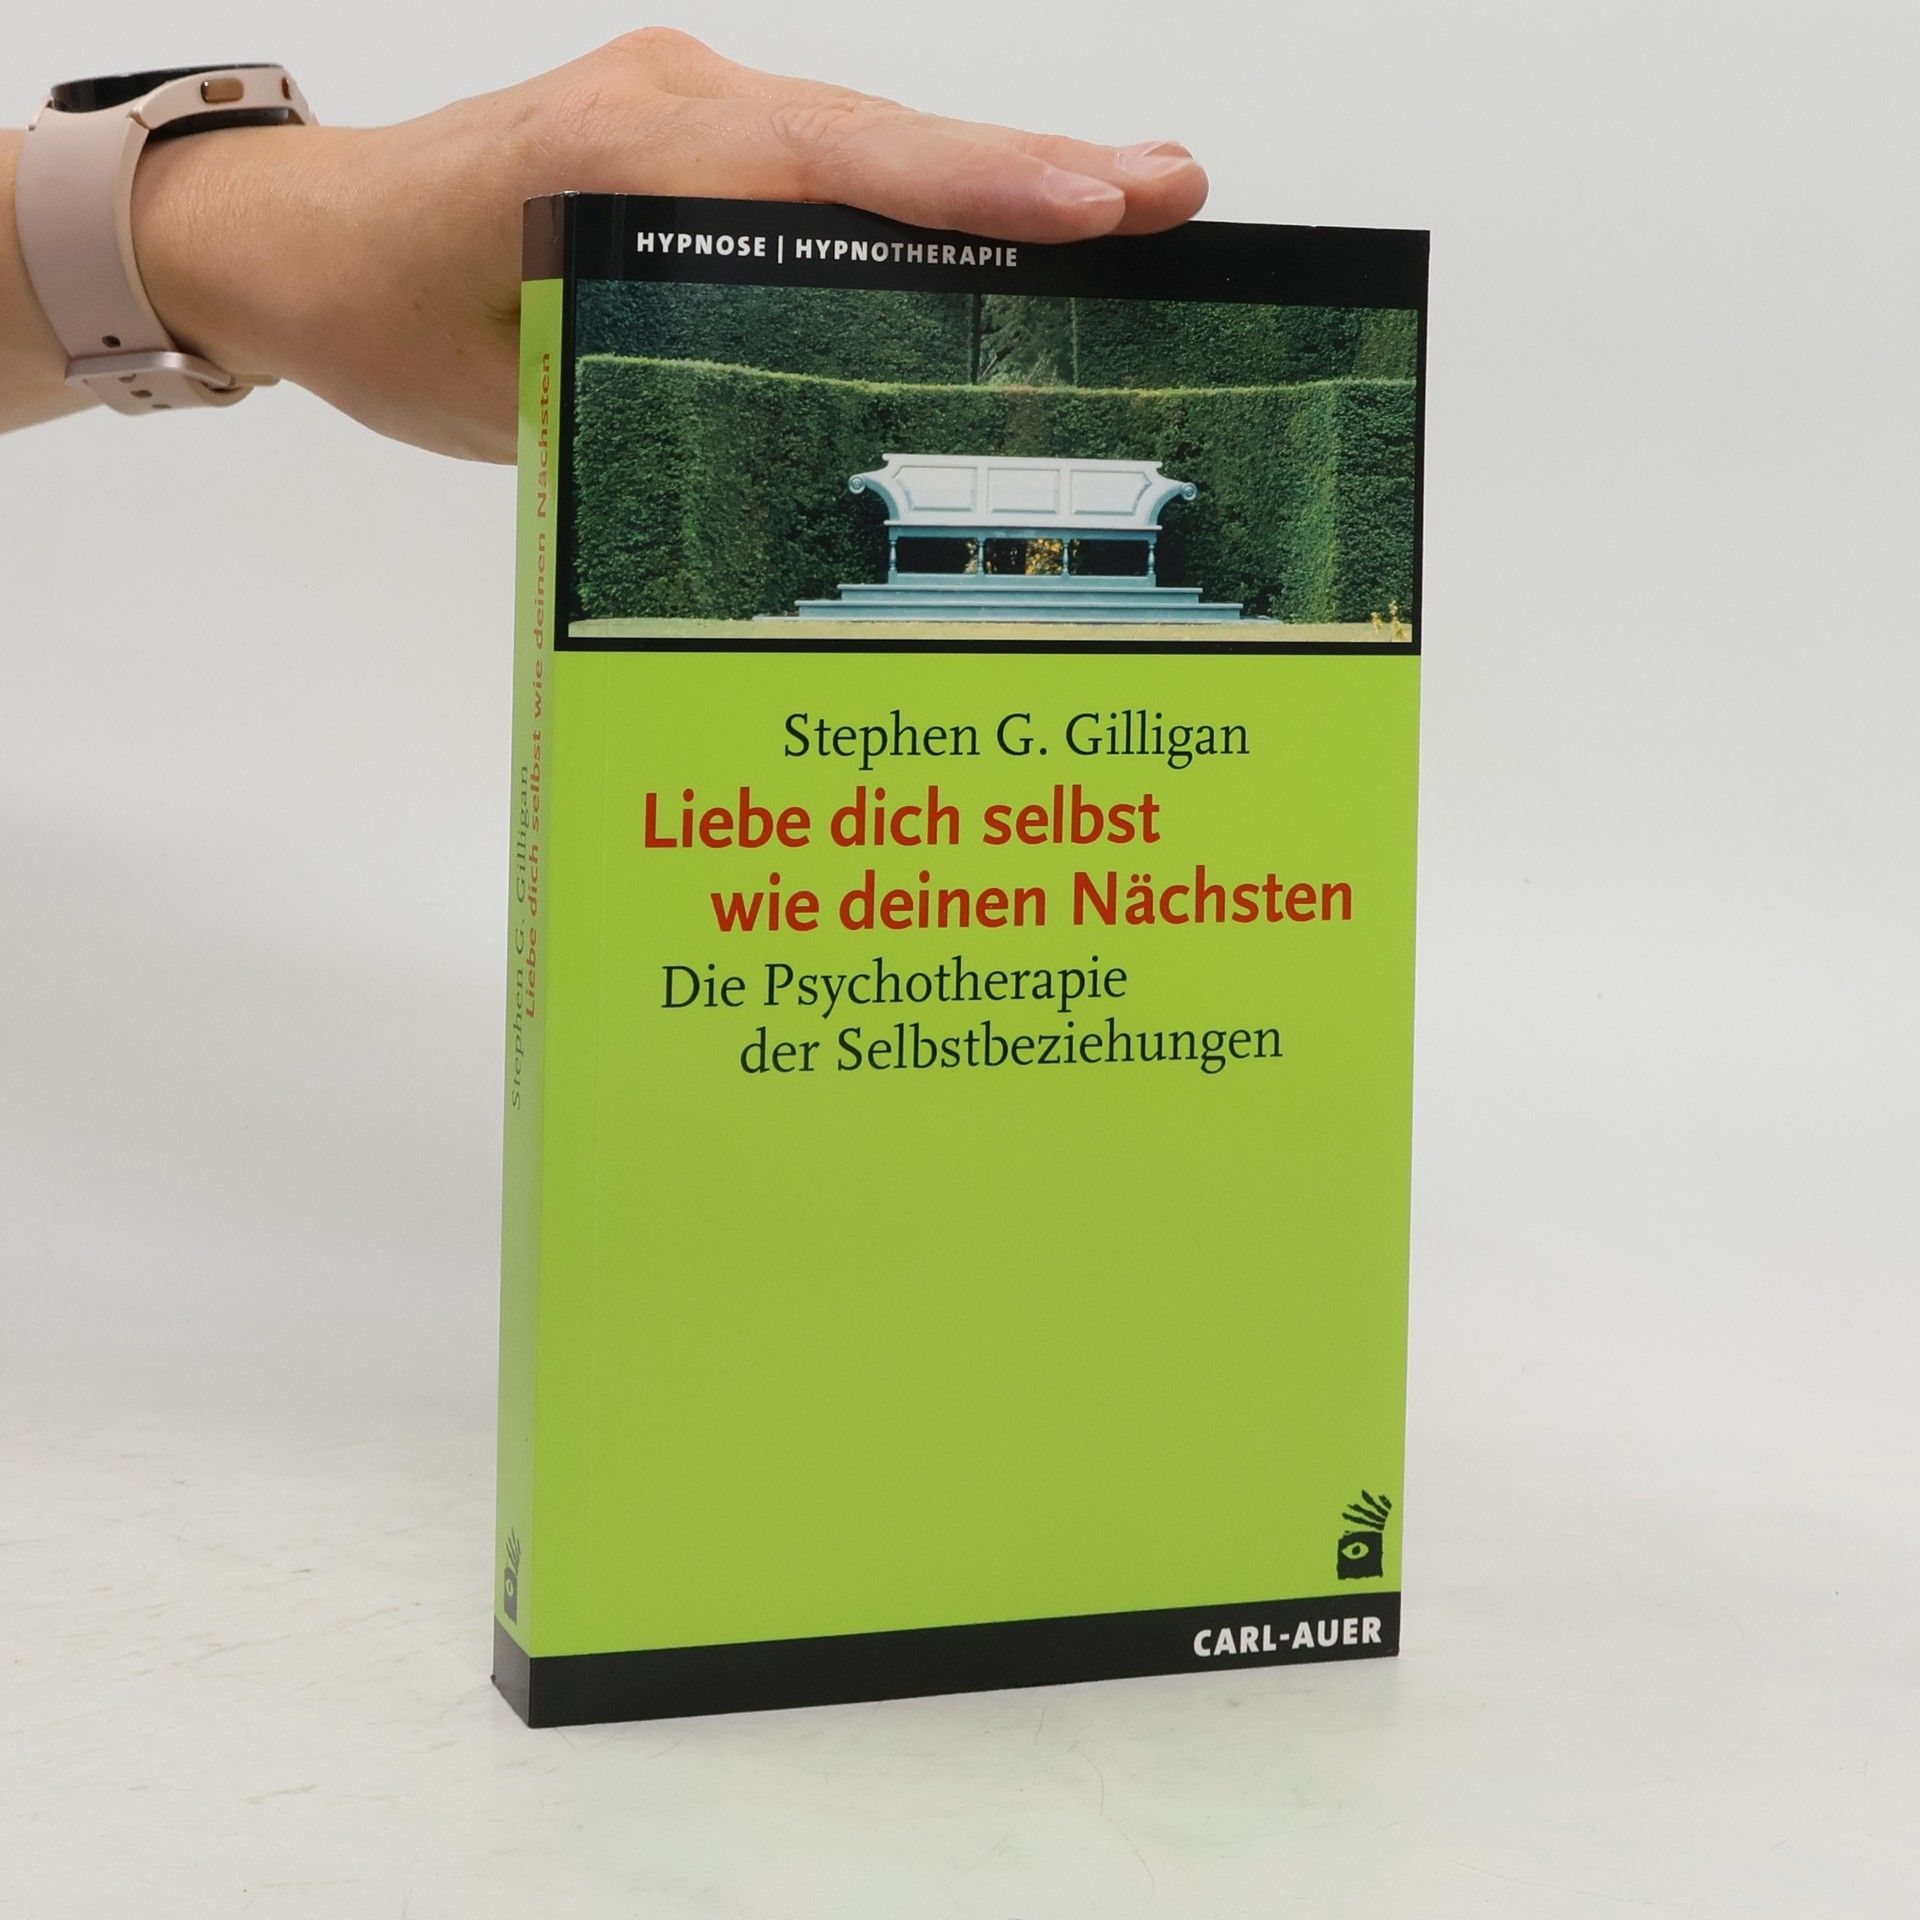 HYPNOSE | HYPNOTHERAPIE
Stephen G. Gilligan
Liebe dich selbst
wie deinen Nächsten
Die Psychotherapie
der Selbstbeziehungen
CARL-AUER
Stephen G. Gilligan
Liebe dich selbst wie deinen Nächsten